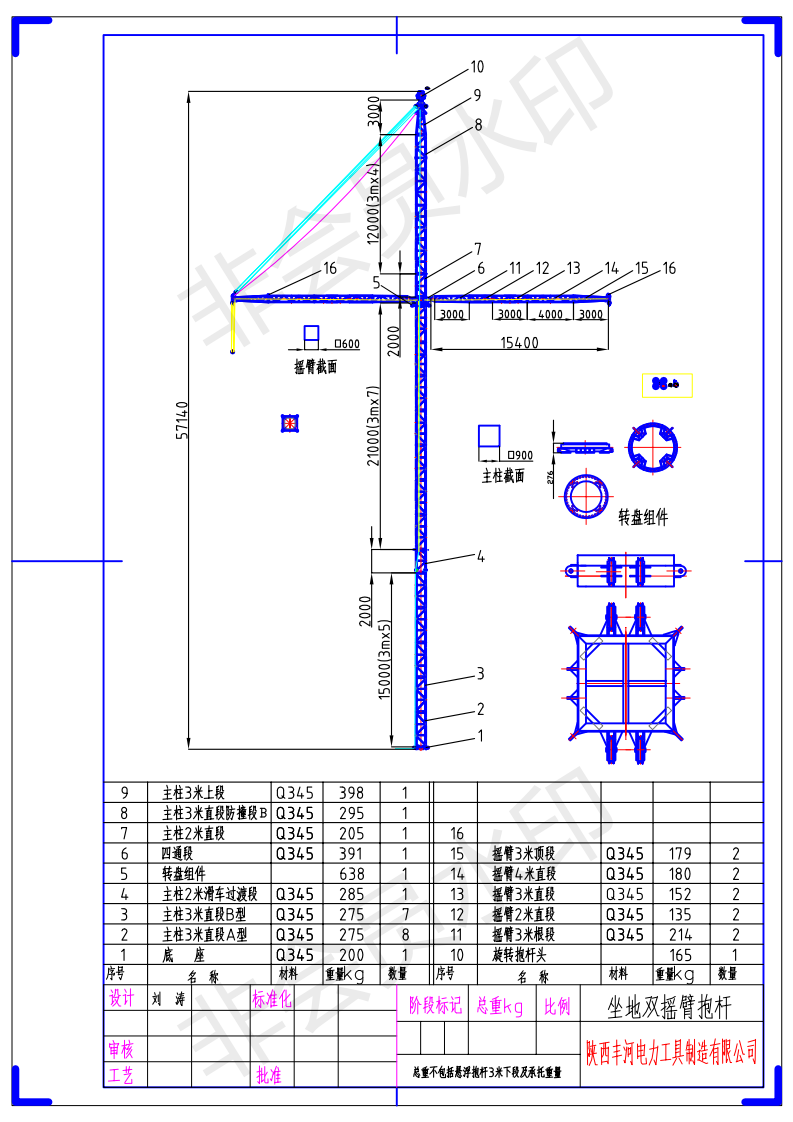 10
9
8
3000
12000(3mx4)
7
16
5
6
11
12
13
14
15
16
3000
3000
4000
3000
2000
15400
□600
摇臂截面
57140
21000(3mx7)
□900
主柱截面
276
转盘组件
4
2000
15000(3mx5)
3
2
1
9 主柱3米上段 Q345 398 1
8 主柱3米直段防撞段B Q345 295 1
7 主柱2米直段 Q345 205 1 16
6 四通段 Q345 391 1 15 摇臂3米顶段 Q345 179 2
5 转盘组件 638 1 14 摇臂4米直段 Q345 180 2
4 主柱2米滑车过渡段 Q345 285 1 13 摇臂3米直段 Q345 152 2
3 主柱3米直段B型 Q345 275 7 12 摇臂2米直段 Q345 135 2
2 主柱3米直段A型 Q345 275 8 11 摇臂3米根段 Q345 214 2
1 底 座 Q345 200 1 10 旋转抱杆头 165 1
序号 名 称 材料 重量kg 数量 序号 名 称 材料 重量kg 数量
设计 刘 涛 标准化 阶段标记 总重kg 比例 坐地双摇臂抱杆
审核
陕西丰河电力工具制造有限公司
工艺 批准 总重不包括悬浮抱杆3米下段及承托重量
非会员水印
非会员水印